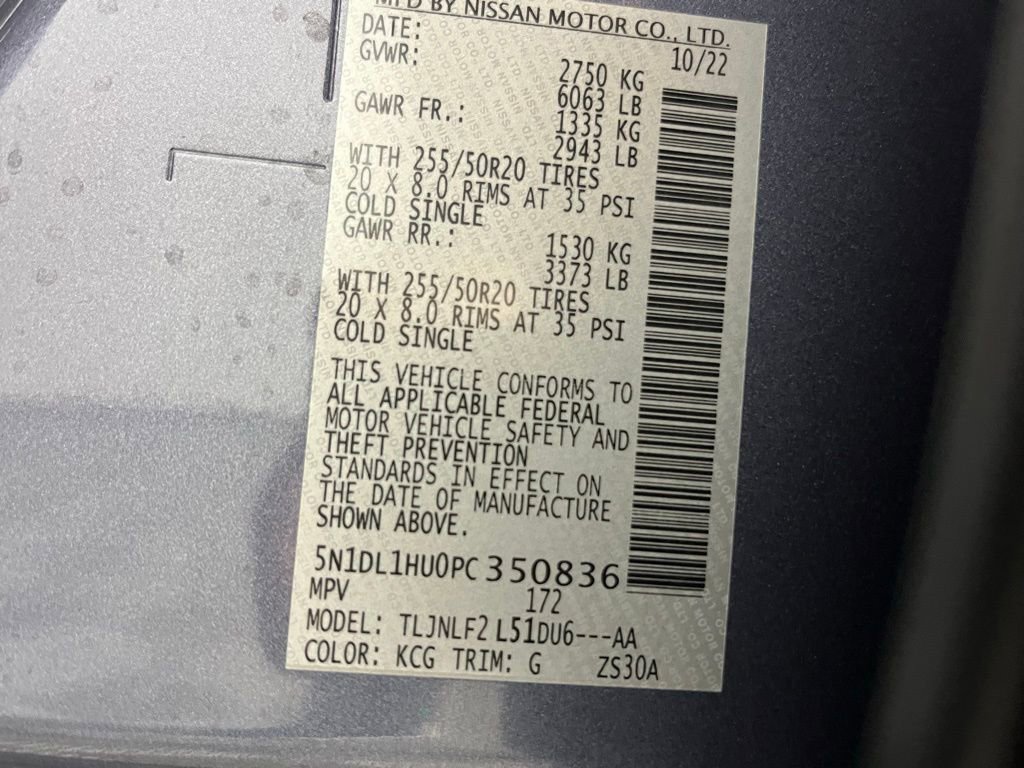 MFD BY NISSAN MOTOR CO., LTD.
DATE: 10/22
GVWR: 2750 KG
6063 LB
GAWR FR.: 1335 KG
2943 LB
WITH 255/50R20 TIRES
20 X 8.0 RIMS AT 35 PSI
COLD SINGLE
GAWR RR.: 1530 KG
3373 LB
WITH 255/50R20 TIRES
20 X 8.0 RIMS AT 35 PSI
COLD SINGLE
THIS VEHICLE CONFORMS TO
ALL APPLICABLE FEDERAL
MOTOR VEHICLE SAFETY AND
THEFT PREVENTION
STANDARDS IN EFFECT ON
THE DATE OF MANUFACTURE
SHOWN ABOVE.
5N1DL1HU0PC350836
MPV 172
MODEL: TLJNLF2 L51DU6---AA
COLOR: KCG TRIM: G ZS30A